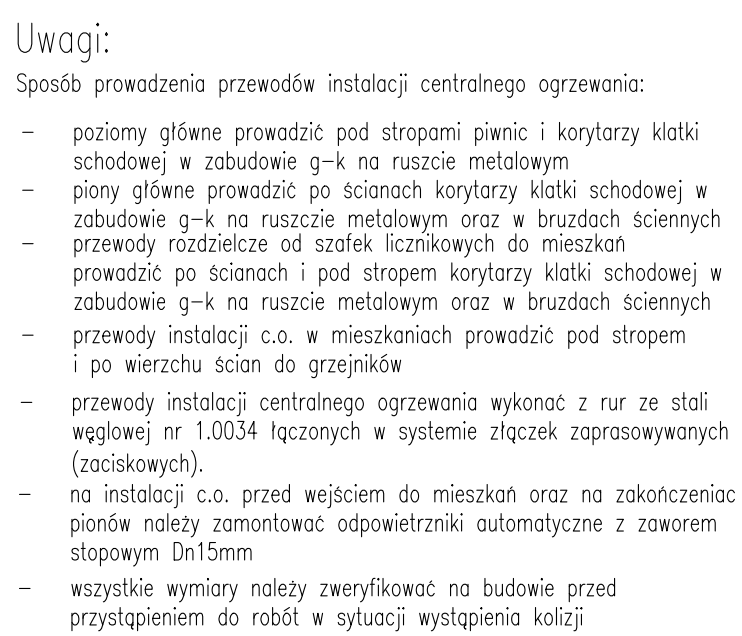 Uwagi:
Sposób prowadzenia przewodów instalacji centralnego ogrzewania:
– poziomy główne prowadzić pod stropami piwnic i korytarzy klatki
schodowej w zabudowie g–k na ruszcie metalowym
– piony główne prowadzić po ścianach korytarzy klatki schodowej w
zabudowie g–k na ruszczie metalowym oraz w bruzdach ściennych
– przewody rozdzielcze od szafek licznikowych do mieszkań
prowadzić po ścianach i pod stropem korytarzy klatki schodowej w
zabudowie g–k na ruszcie metalowym oraz w bruzdach ściennych
– przewody instalacji c.o. w mieszkaniach prowadzić pod stropem
i po wierzchu ścian do grzejników
– przewody instalacji centralnego ogrzewania wykonać z rur ze stali
węglowej nr 1.0034 łączonych w systemie złączek zaprasowywanych
(zaciskowych).
– na instalacji c.o. przed wejściem do mieszkań oraz na zakończeniac
pionów należy zamontować odpowietrzniki automatyczne z zaworem
stopowym Dn15mm
– wszystkie wymiary należy zweryfikować na budowie przed
przystąpieniem do robót w sytuacji wystąpienia kolizji